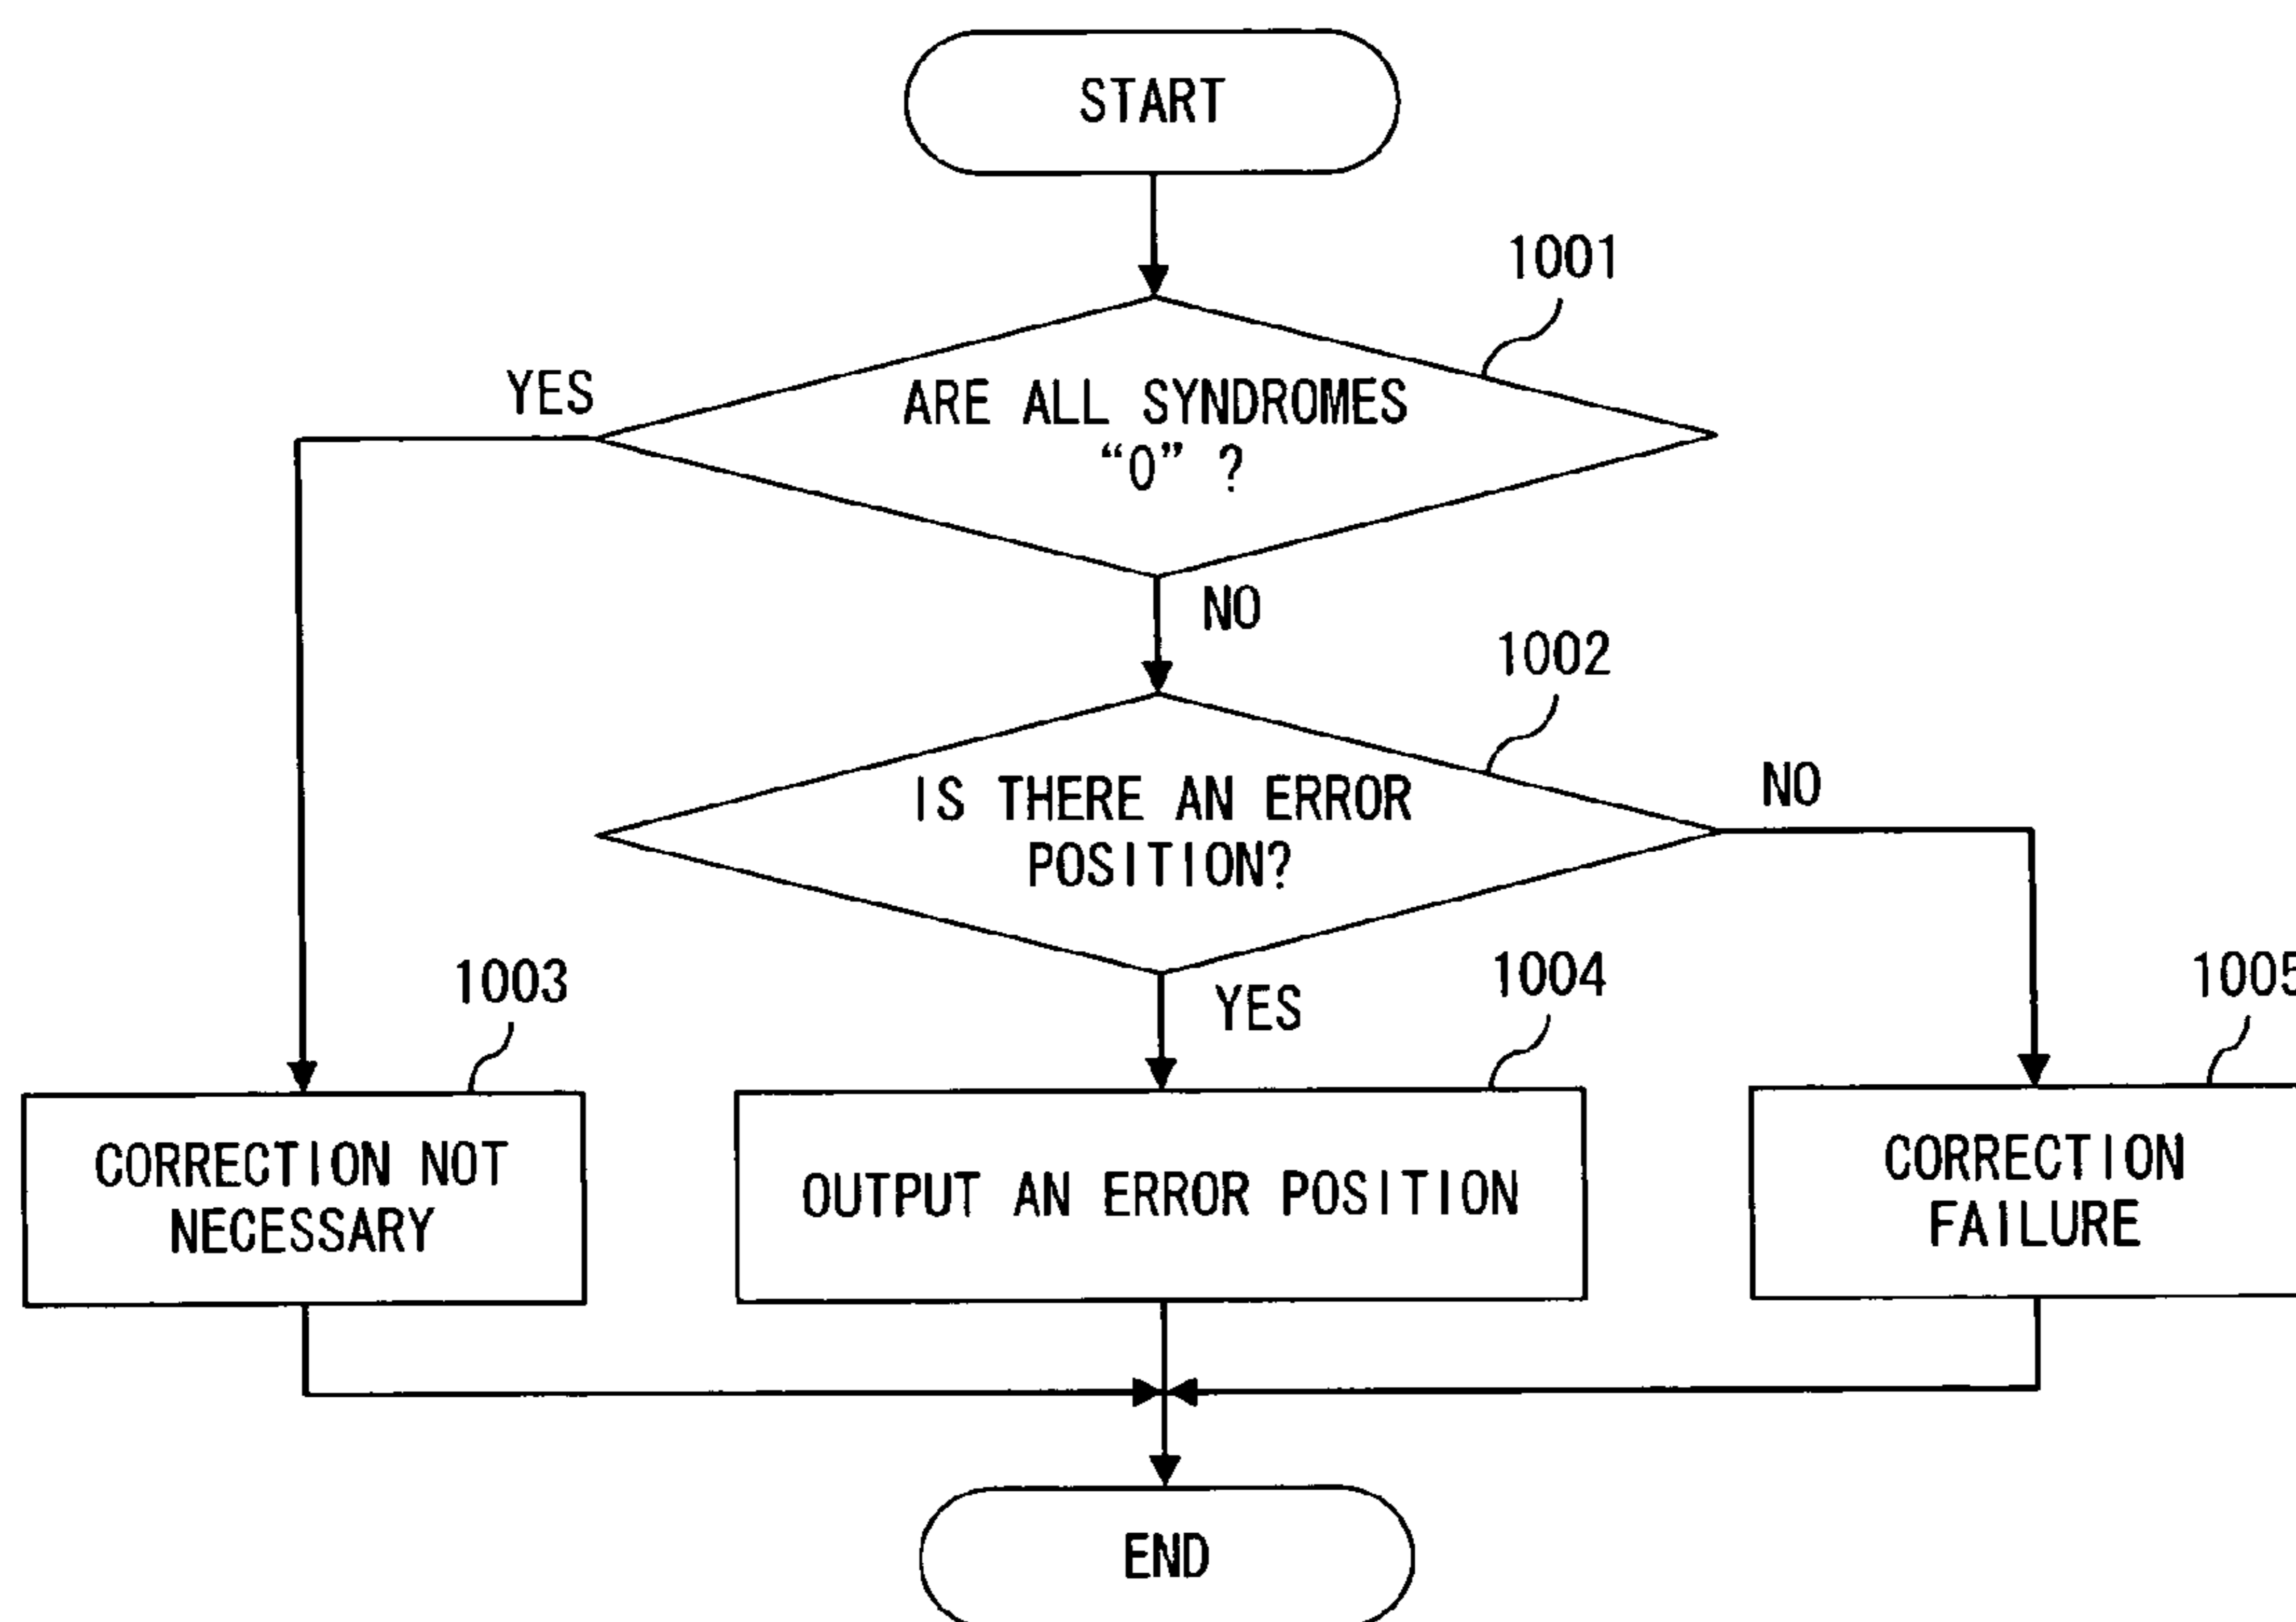 START
1001
YES
ARE ALL SYNDROMES
“0” ?
NO
1002
IS THERE AN ERROR
POSITION?
NO
1003
YES
1004
1005
CORRECTION NOT
NECESSARY
OUTPUT AN ERROR POSITION
CORRECTION
FAILURE
END